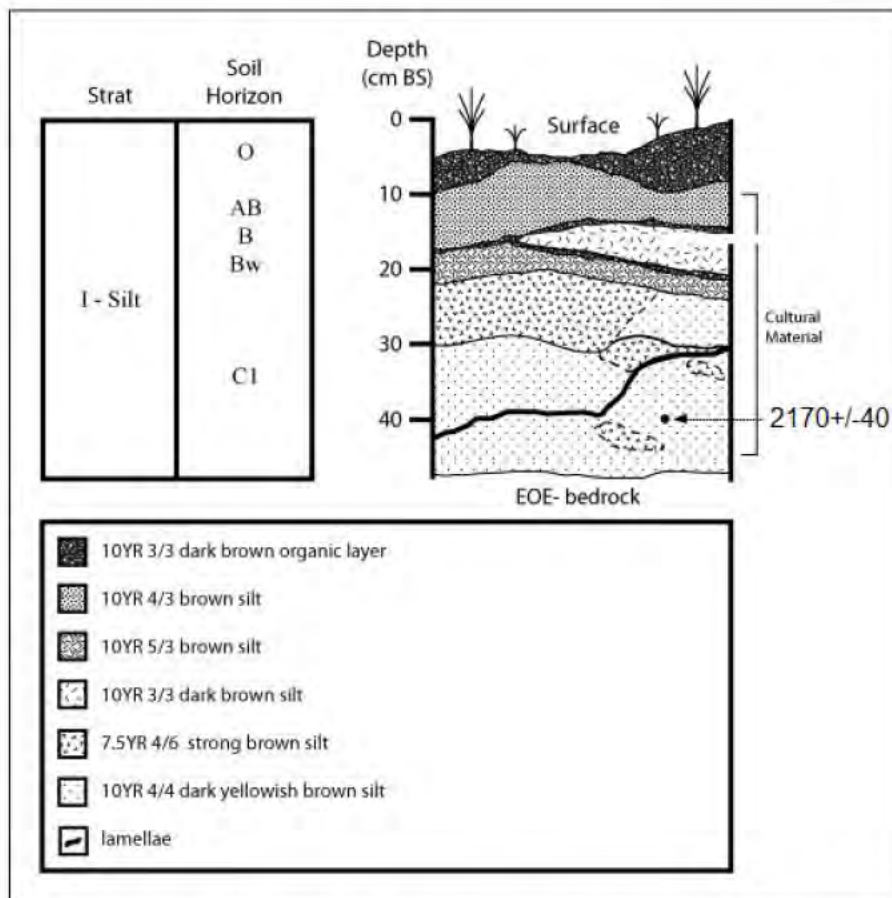 Strat
Soil
Horizon
Depth
(cm BS)
I - Silt
O
AB
B
Bw
C1
0
10
20
30
40
Surface
Cultural
Material
2170+/-40
EOE- bedrock
10YR 3/3 dark brown organic layer
10YR 4/3 brown silt
10YR 5/3 brown silt
10YR 3/3 dark brown silt
7.5YR 4/6 strong brown silt
10YR 4/4 dark yellowish brown silt
lamellae